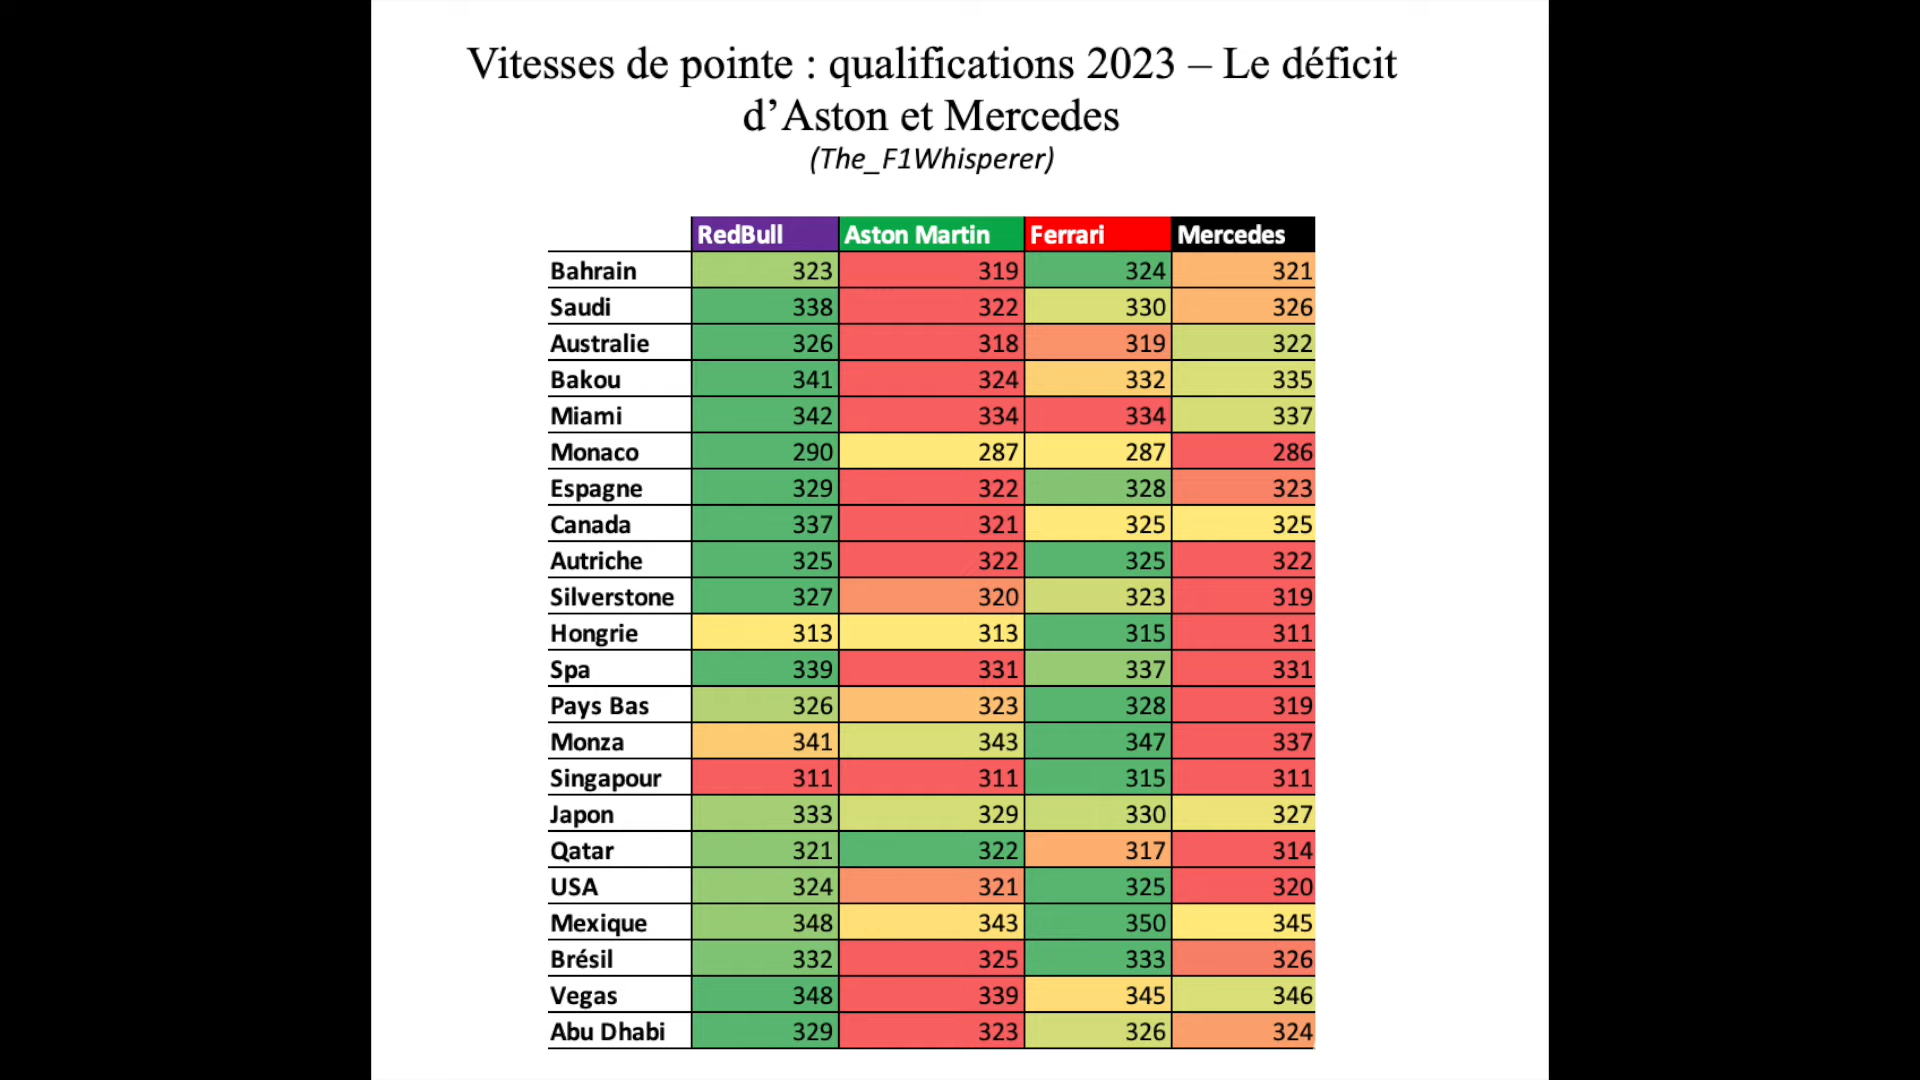 Vitesses de pointe : qualifications 2023 – Le déficit
d’Aston et Mercedes
(The_F1Whisperer)
RedBull Aston Martin Ferrari Mercedes
Bahrain 323 319 324 321
Saudi 338 322 330 326
Australie 326 318 319 322
Bakou 341 324 332 335
Miami 342 334 334 337
Monaco 290 287 287 286
Espagne 329 322 328 323
Canada 337 321 325 325
Autriche 325 322 325 322
Silverstone 327 320 323 319
Hongrie 313 313 315 311
Spa 339 331 337 331
Pays Bas 326 323 328 319
Monza 341 343 347 337
Singapour 311 311 315 311
Japon 333 329 330 327
Qatar 321 322 317 314
USA 324 321 325 320
Mexique 348 343 350 345
Brésil 332 325 333 326
Vegas 348 339 345 346
Abu Dhabi 329 323 326 324